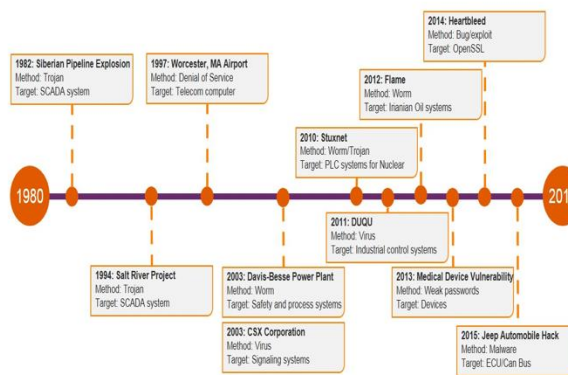 2014: Heartbleed
Method: Bug/exploit
Target: OpenSSL
1982: Siberian Pipeline Explosion
Method: Trojan
Target: SCADA system
1997: Worcester, MA Airport
Method: Denial of Service
Target: Telecom computer
2012: Flame
Method: Worm
Target: Iranian Oil systems
2010: Stuxnet
Method: Worm/Trojan
Target: PLC systems for Nuclear
1980
201
2011: DUQU
Method: Virus
Target: Industrial control systems
1994: Salt River Project
Method: Trojan
Target: SCADA system
2003: Davis-Besse Power Plant
Method: Worm
Target: Safety and process systems
2013: Medical Device Vulnerability
Method: Weak passwords
Target: Devices
2003: CSX Corporation
Method: Virus
Target: Signaling systems
2015: Jeep Automobile Hack
Method: Malware
Target: ECU/Can Bus